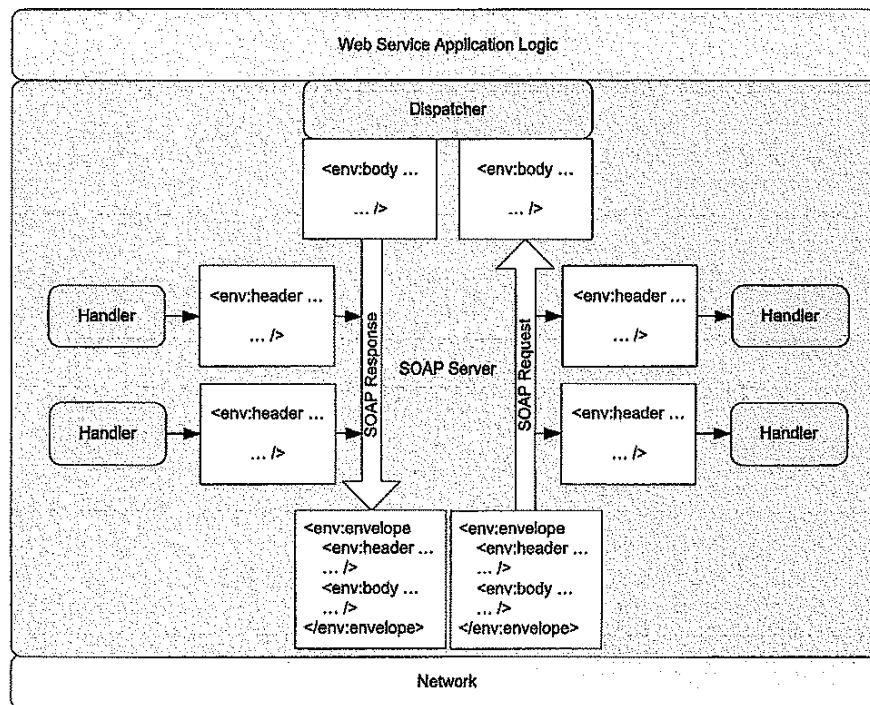 Web Service Application Logic
Dispatcher
<env:body ...
... />
<env:body ...
... />
Handler
<env:header ...
... />
SOAP Response
SOAP Server
SOAP Request
<env:header ...
... />
Handler
Handler
<env:header ...
... />
<env:header ...
... />
Handler
<env:envelope
<env:header ...
... />
<env:body ...
... />
</env:envelope>
<env:envelope
<env:header ...
... />
<env:body ...
... />
</env:envelope>
Network